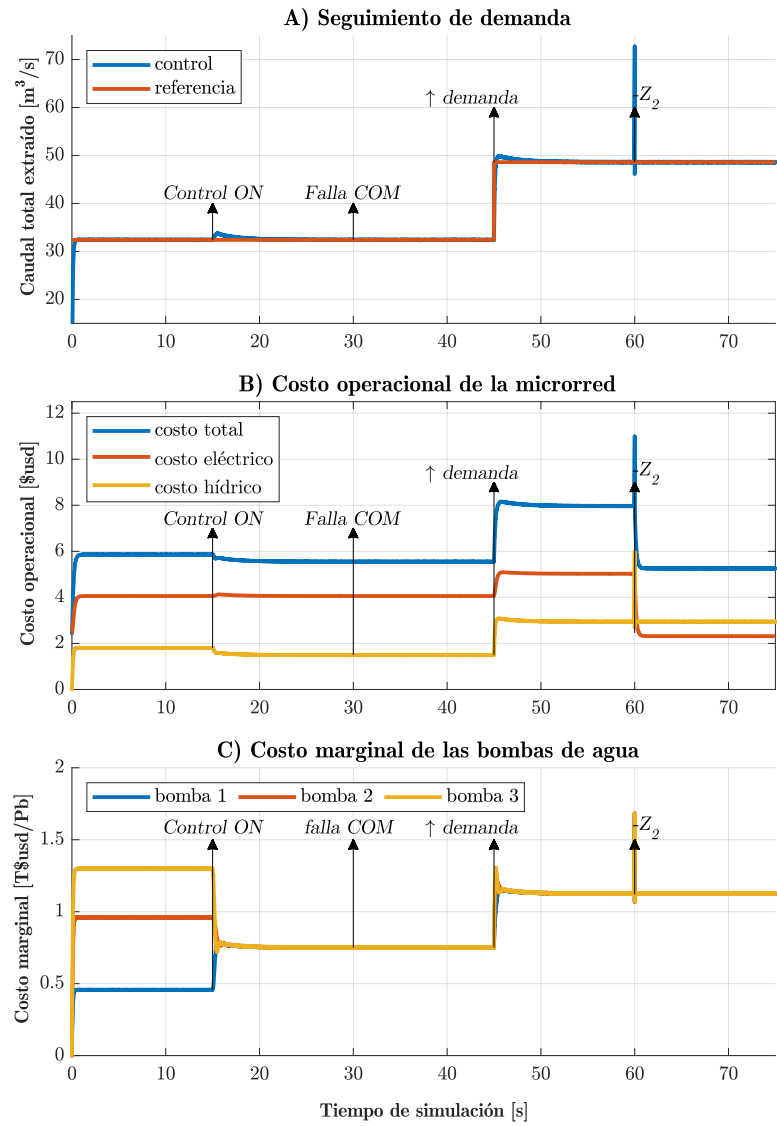 A) Seguimiento de demanda
Caudal total extraído [m³/s]
70
60
50
40
30
20
control
referencia
↑ demanda
-Z₂
Control ON
Falla COM
0 10 20 30 40 50 60 70
B) Costo operacional de la microrred
Costo operacional [$usd]
12
10
8
6
4
2
0
costo total
costo eléctrico
costo hídrico
↑ demanda
-Z₂
Control ON
Falla COM
0 10 20 30 40 50 60 70
C) Costo marginal de las bombas de agua
Costo marginal [T$usd/Pb]
2
1.5
1
0.5
0
bomba 1 bomba 2 bomba 3
Control ON falla COM ↑ demanda -Z₂
0 10 20 30 40 50 60 70
Tiempo de simulación [s]